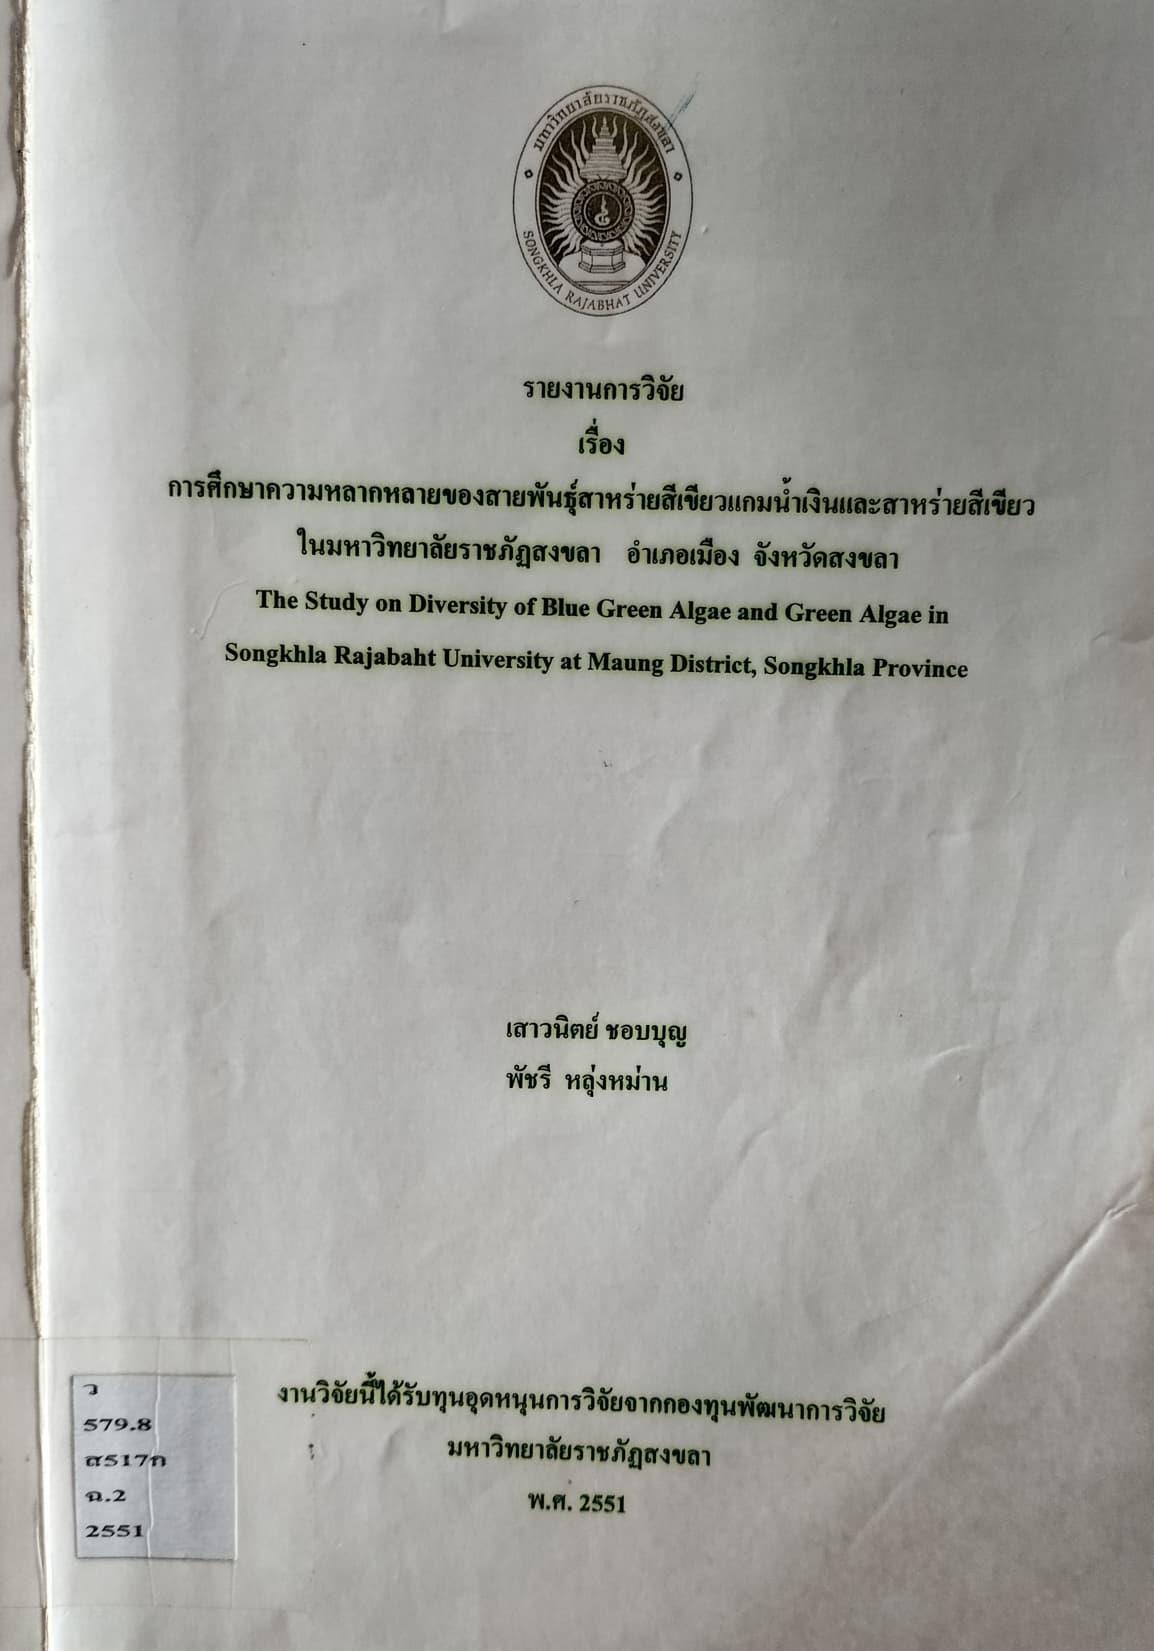 มหาวิทยาลัยราชภัฏสงขลา
SONGKHLA RAJABHAT UNIVERSITY
รายงานการวิจัย
เรื่อง
การศึกษาความหลากหลายของสายพันธุ์สาหร่ายสีเขียวแกมน้ำเงินและสาหร่ายสีเขียว
ในมหาวิทยาลัยราชภัฏสงขลา อำเภอเมือง จังหวัดสงขลา
The Study on Diversity of Blue Green Algae and Green Algae in
Songkhla Rajabaht University at Maung District, Songkhla Province
เสาวนิตย์ ชอบบุญ
พัชรี หลุ่งหม่าน
งานวิจัยนี้ได้รับทุนอุดหนุนการวิจัยจากกองทุนพัฒนาการวิจัย
มหาวิทยาลัยราชภัฏสงขลา
พ.ศ. 2551
ว
579.8
ส517ก
ฉ.2
2551